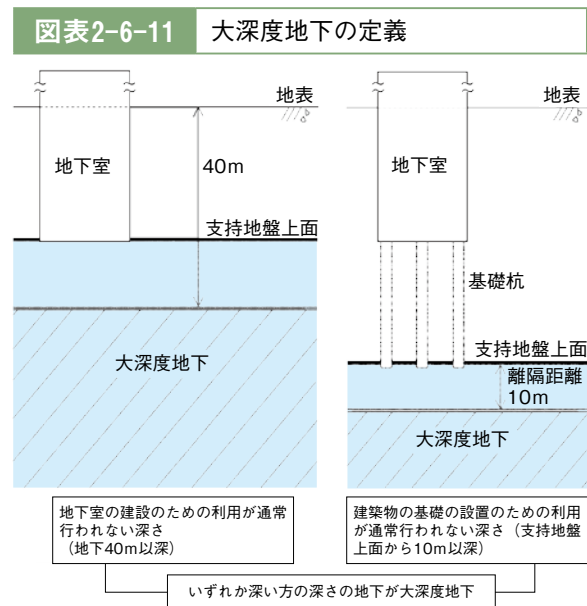 図表2-6-11 大深度地下の定義
地表
地下室
40m
支持地盤上面
大深度地下
地下室の建設のための利用が通常
行われない深さ
（地下40m以深）
地表
地下室
基礎杭
支持地盤上面
離隔距離
10m
大深度地下
建築物の基礎の設置のための利用
が通常行われない深さ（支持地盤
上面から10m以深）
いずれか深い方の深さの地下が大深度地下